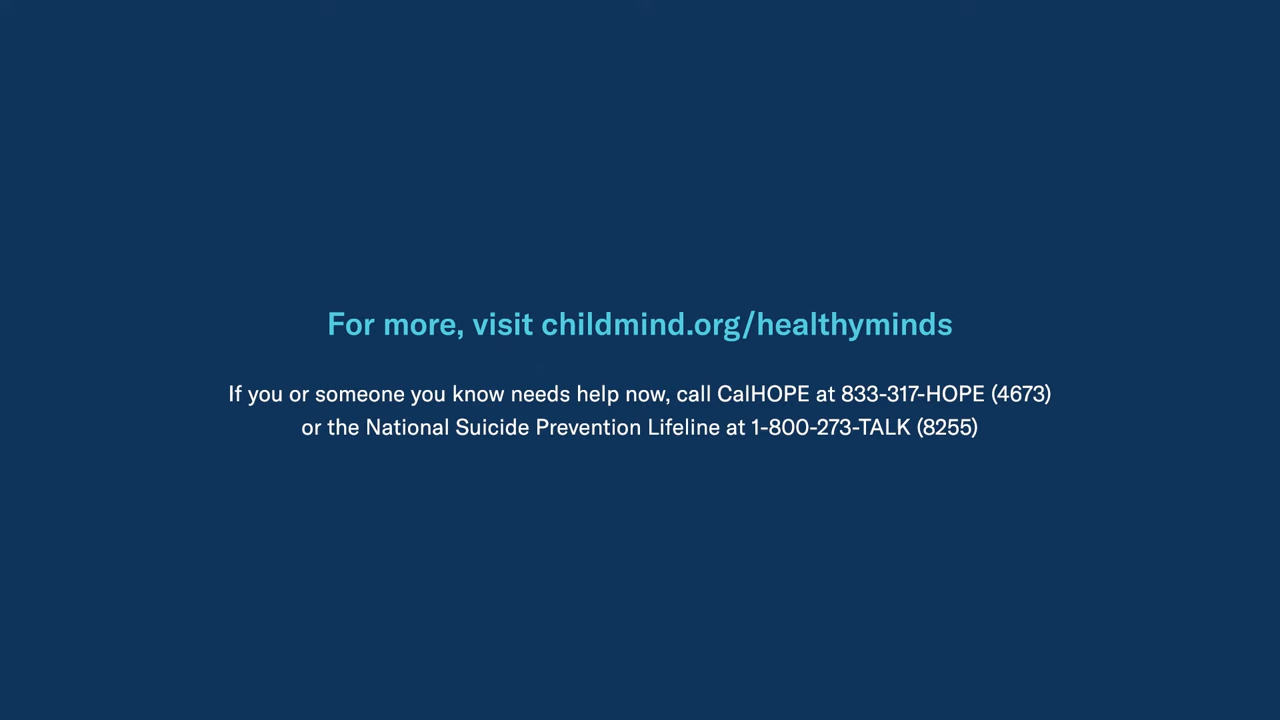 For more, visit childmind.org/healthyminds
If you or someone you know needs help now, call CalHOPE at 833-317-HOPE (4673)
or the National Suicide Prevention Lifeline at 1-800-273-TALK (8255)